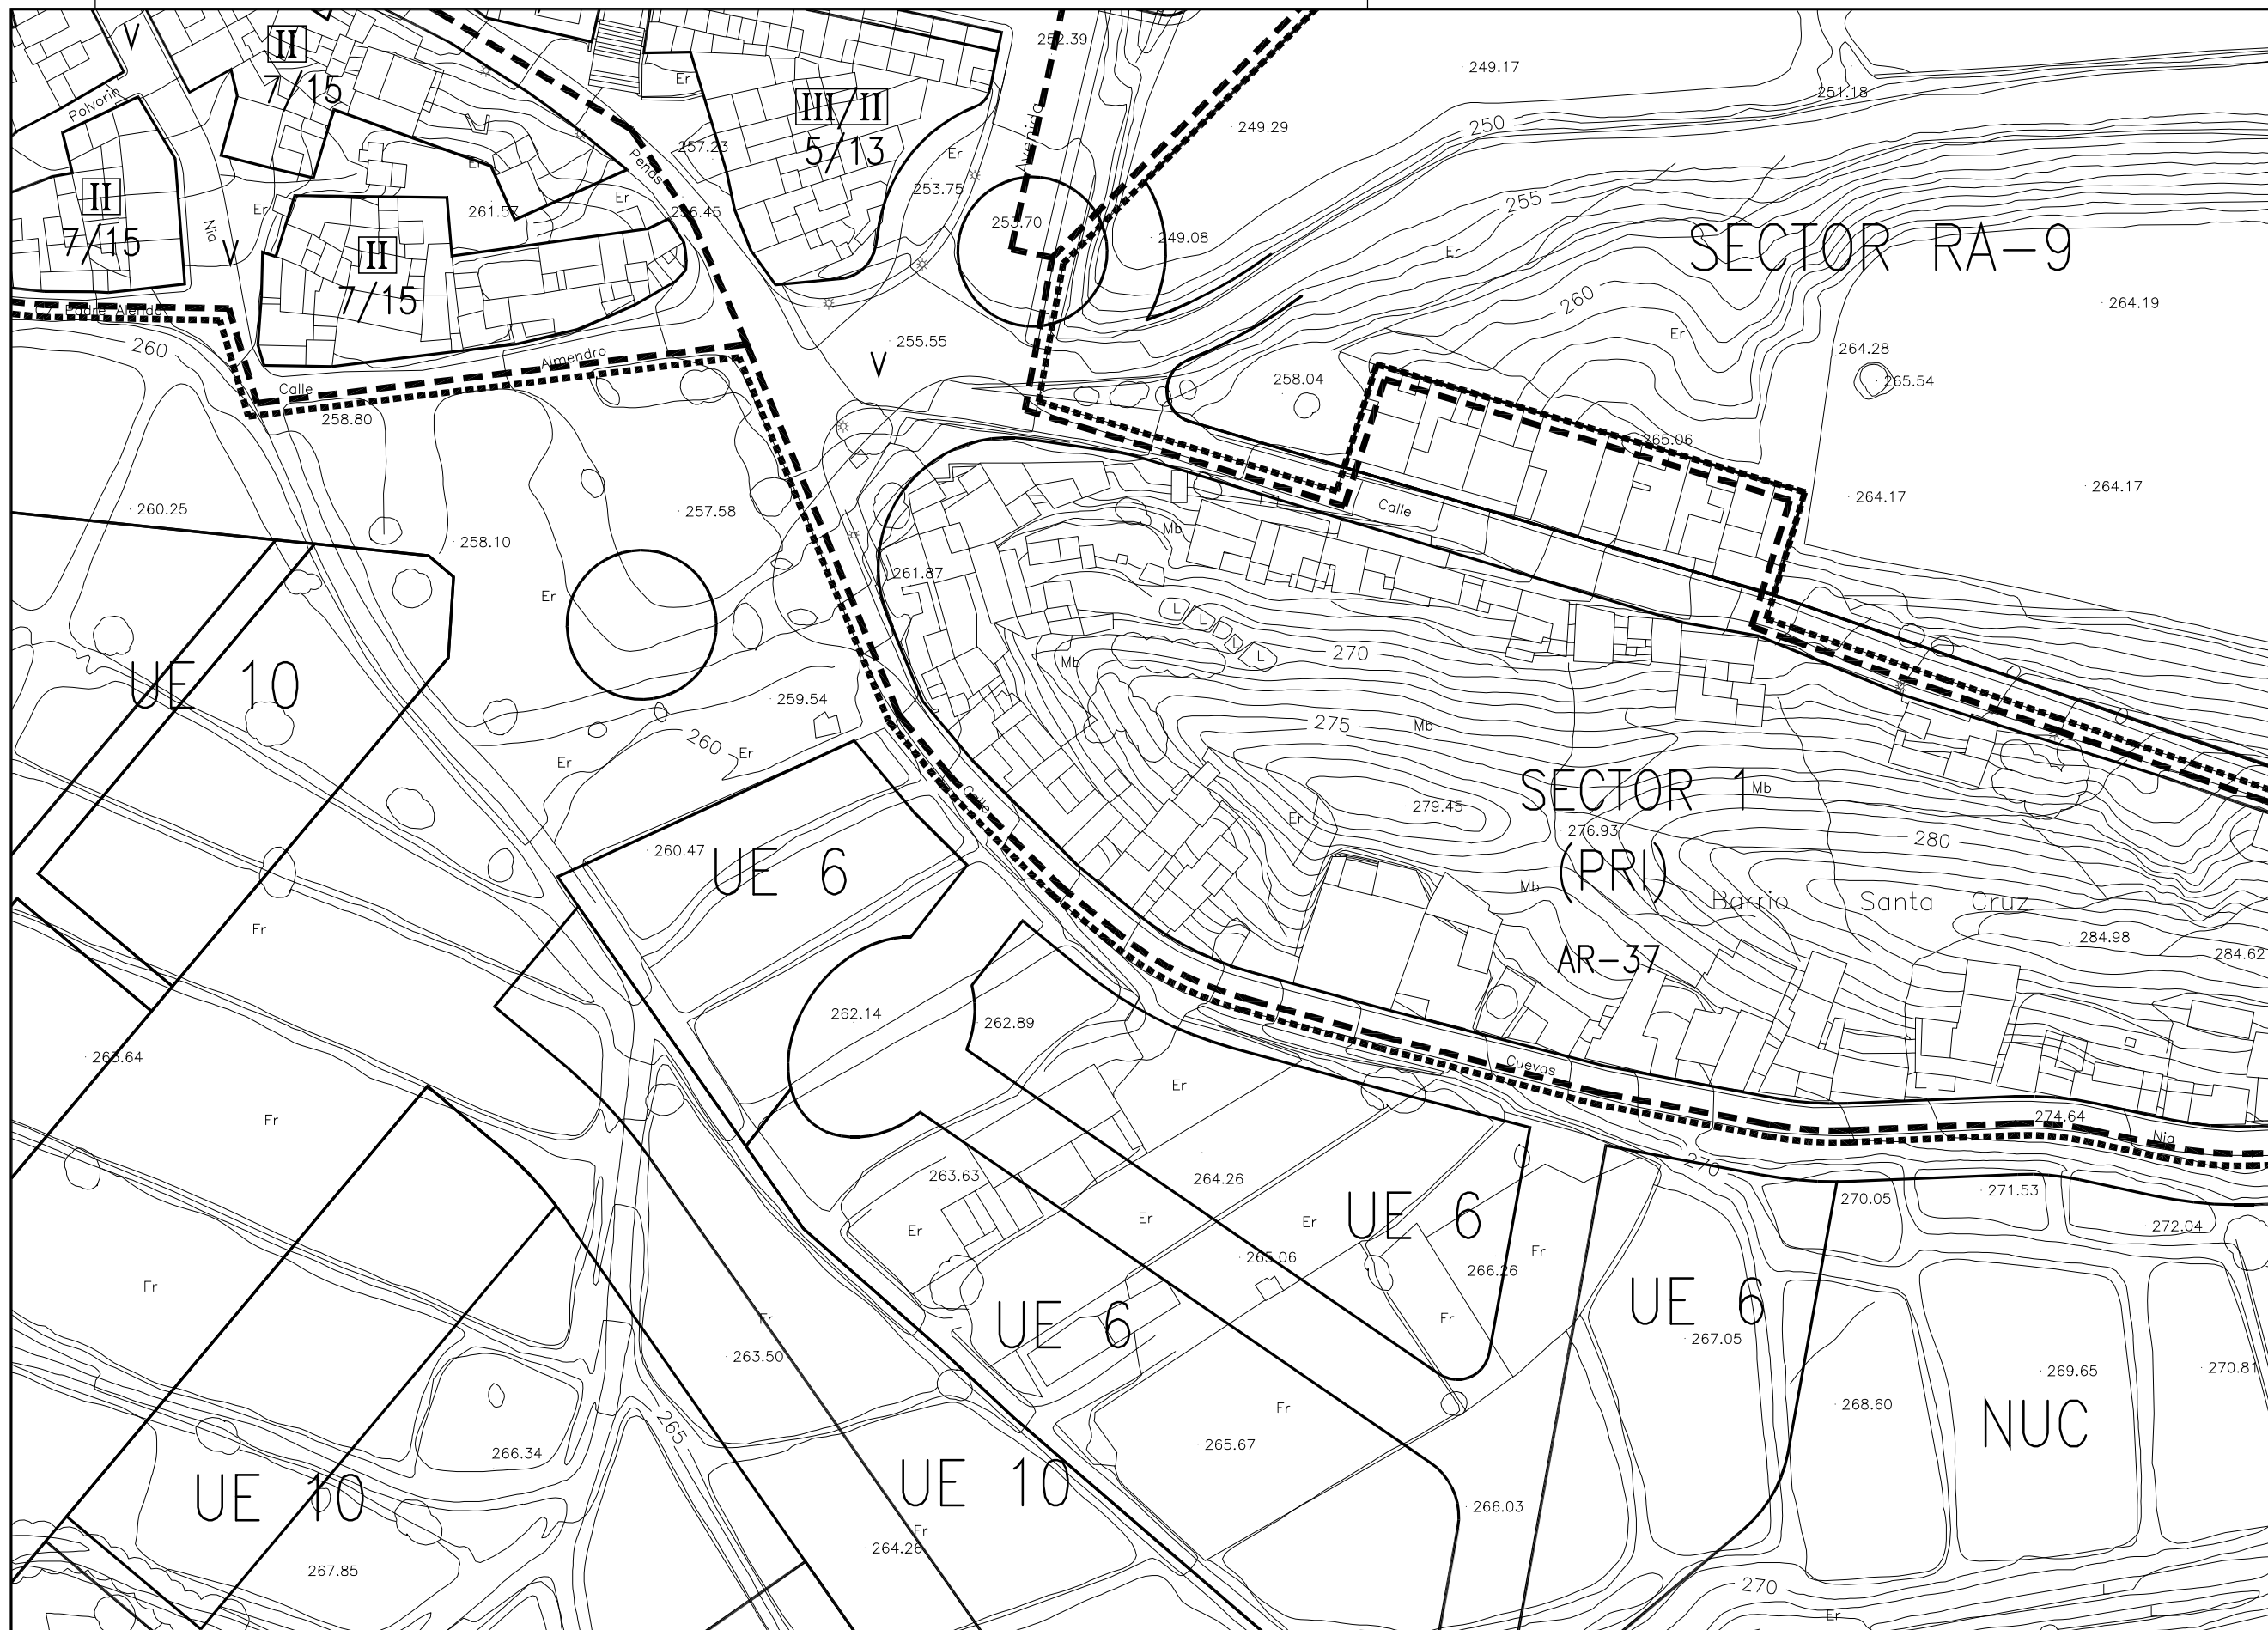 252.39
249.17
251.18
II
7/15
Er
III/II
5/13
Polvorin
249.29
250
Avenida
257.23
Penas
Er
253.75
Er
II
7/15
Er
Er
261.57
256.45
253.70
255
Nia
249.08
Er
SECTOR RA-9
II
7/15
V
V
264.19
260
Er
260
255.55
V
264.28
Almendro
Calle
258.80
258.04
265.54
265.06
260.25
257.58
Calle
264.17
264.17
258.10
Mb
261.87
Er
L
L
L
L
270
Mb
UE 10
259.54
260
Er
Er
275
Mb
SECTOR 1
Mb
Calle
279.45
Er
276.93
280
260.47
UE 6
(PRI)
Mb
Barrio Santa Cruz
Fr
284.98
284.62
AR-37
262.14
262.89
263.64
Cuevas
Er
Fr
274.64
Nia
270
263.63
264.26
UE 6
270.05
271.53
272.04
Er
Er
Er
Fr
265.06
266.26
Fr
UE 6
Fr
Fr
UE 6
267.05
263.50
269.65
270.81
Fr
268.60
NUC
265
266.34
265.67
UE 10
UE 10
266.03
Fr
264.26
267.85
270
L
Er
L